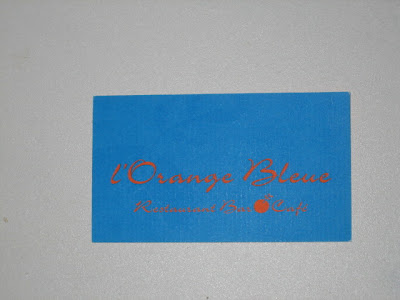 l'Orange Bleue
Restaurant Bar Café